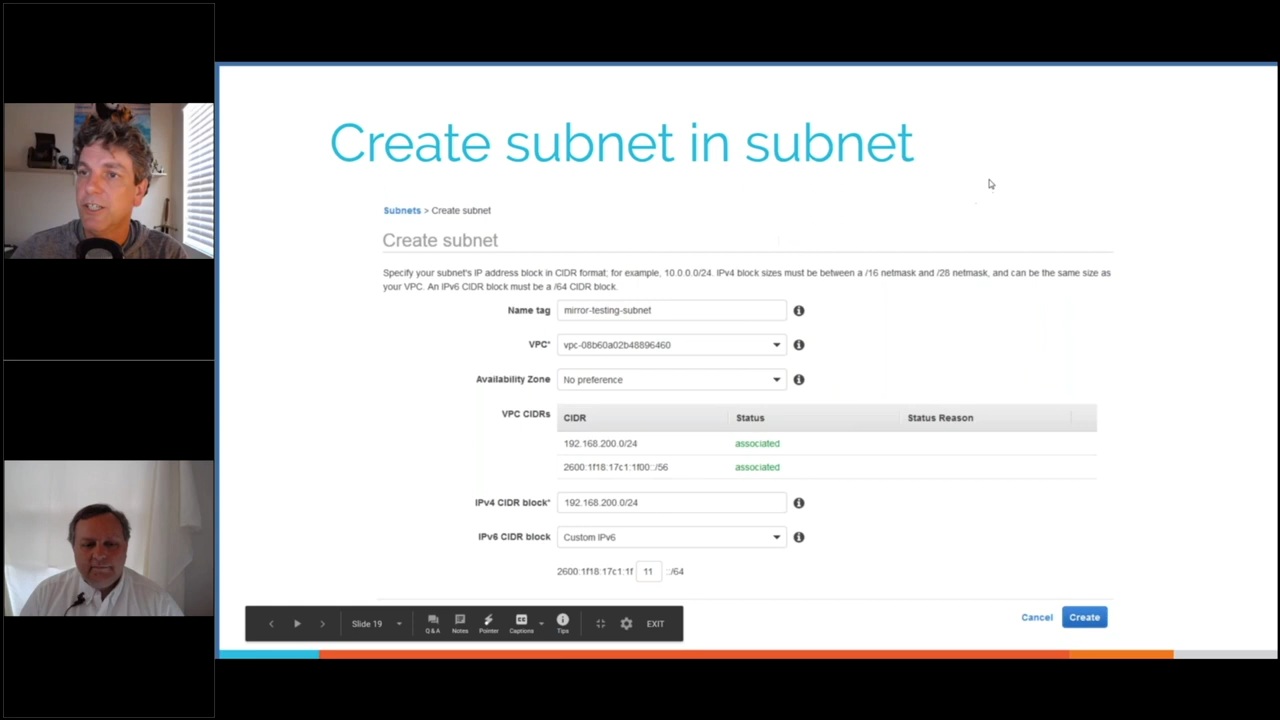 Create subnet in subnet
Subnets > Create subnet
Create subnet
Specify your subnet's IP address block in CIDR format; for example, 10.0.0.0/24. IPv4 block sizes must be between a /16 netmask and /28 netmask, and can be the same size as
your VPC. An IPv6 CIDR block must be a /64 CIDR block.
Name tag mirror-testing-subnet
VPC* vpc-08b60a02b48896460
Availability Zone No preference
VPC CIDRs CIDR Status Status Reason
192.168.200.0/24 associated
2600:1f18:17c1:1f00::/56 associated
IPv4 CIDR block* 192.168.200.0/24
IPv6 CIDR block Custom IPv6
2600:1f18:17c1:1f 11 ::/64
Cancel Create
Slide 19 Q & A Notes Pointer CC Captions Tips EXIT